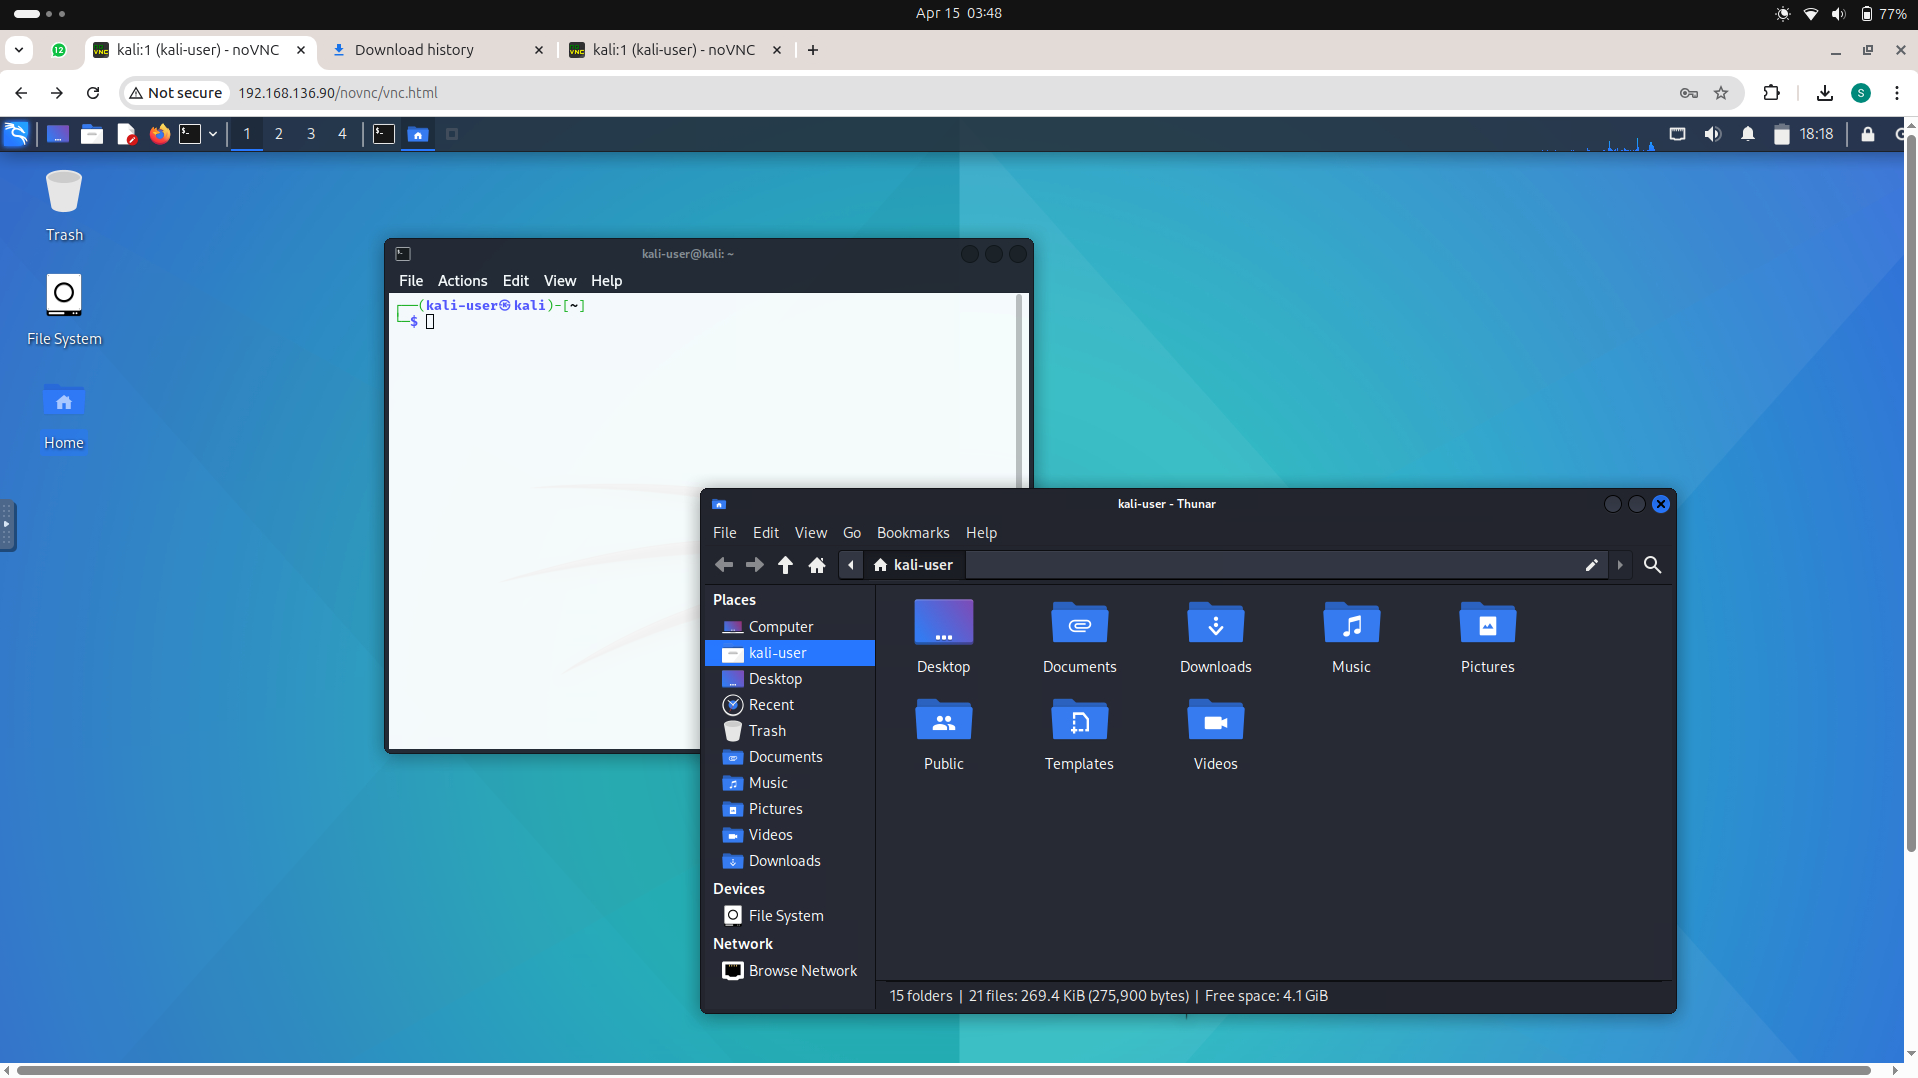 Apr 15 03:48
77%
12
kali:1 (kali-user) - noVNC
Download history
kali:1 (kali-user) - noVNC
Not secure
192.168.136.90/novnc/vnc.html
S
1 2 3 4
18:18
Trash
File System
Home
kali-user@kali: ~
File Actions Edit View Help
┌──(kali-user㉿kali)-[~]
└─$
kali-user - Thunar
File Edit View Go Bookmarks Help
kali-user
Places
Computer
kali-user
Desktop
Recent
Trash
Documents
Music
Pictures
Videos
Downloads
Devices
File System
Network
Browse Network
Desktop Documents Downloads Music Pictures
Public Templates Videos
15 folders | 21 files: 269.4 KiB (275,900 bytes) | Free space: 4.1 GiB